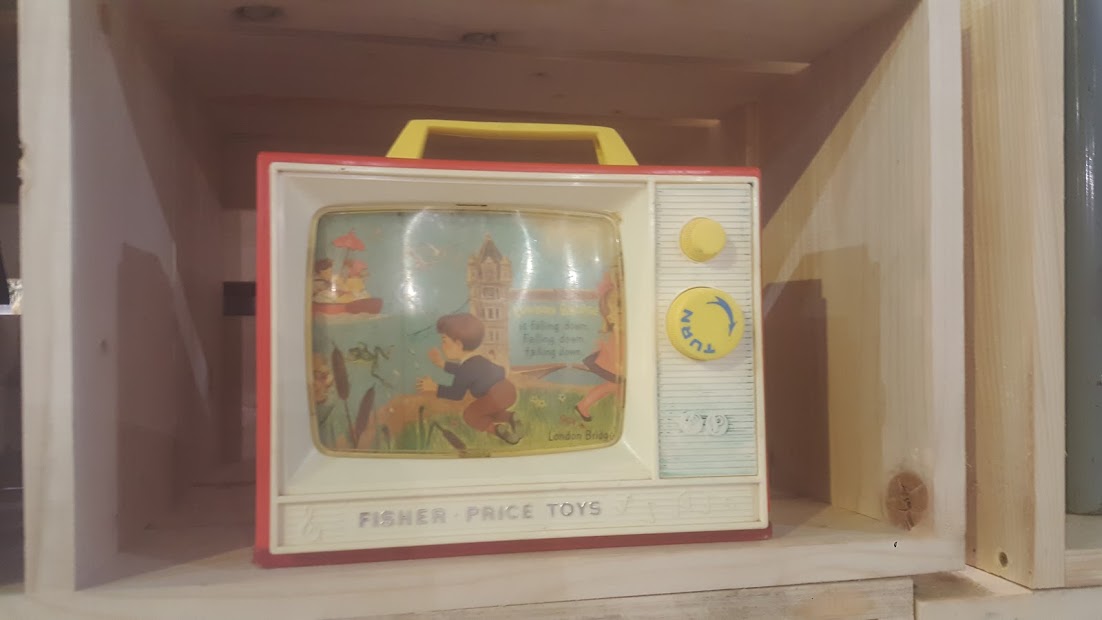 is falling down,
Falling down,
falling down,
London Bridg
TURN
FISHER-PRICE TOYS